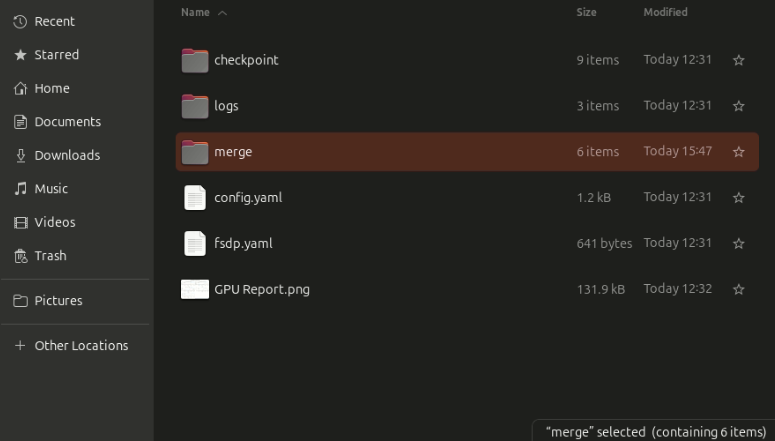 Recent
Starred
Home
Documents
Downloads
Music
Videos
Trash
Pictures
Other Locations
Name Size Modified
checkpoint 9 items Today 12:31
logs 3 items Today 12:31
merge 6 items Today 15:47
config.yaml 1.2 kB Today 12:31
fsdp.yaml 641 bytes Today 12:31
GPU Report.png 131.9 kB Today 12:32
“merge” selected (containing 6 items)